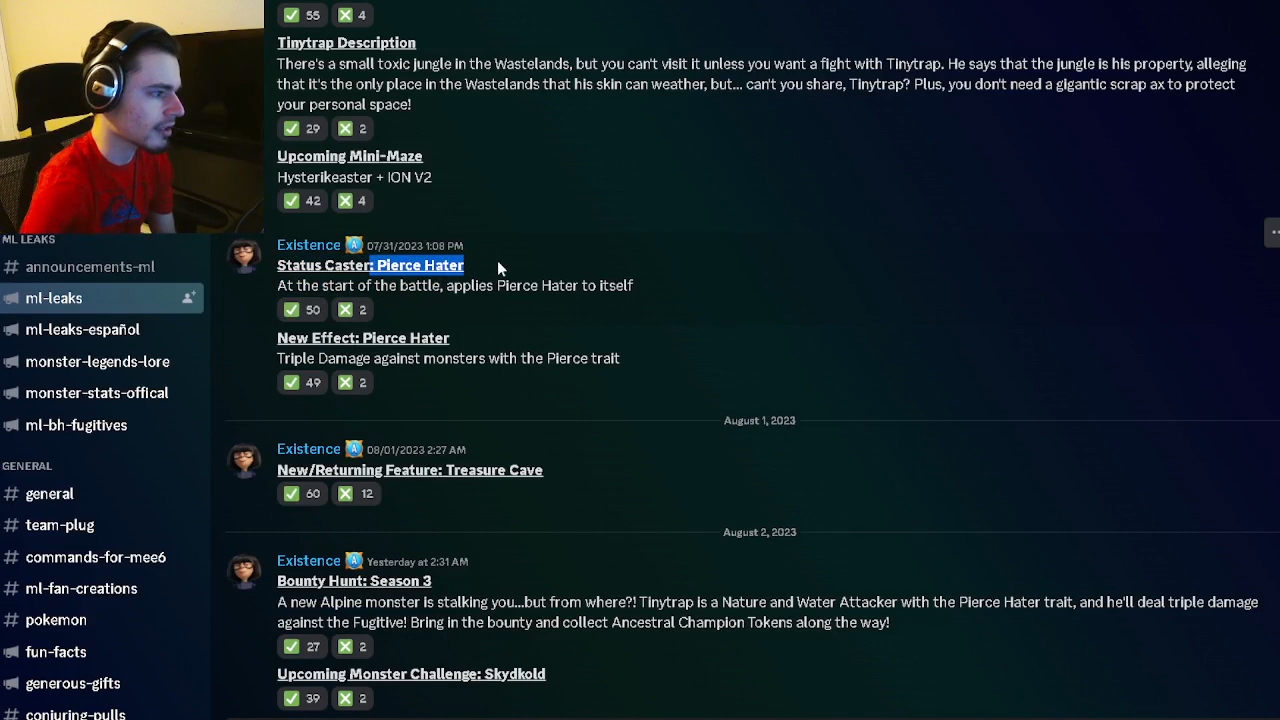 55 4
Tinytrap Description
There's a small toxic jungle in the Wastelands, but you can't visit it unless you want a fight with Tinytrap. He says that the jungle is his property, alleging
that it's the only place in the Wastelands that his skin can weather, but... can't you share, Tinytrap? Plus, you don't need a gigantic scrap ax to protect
your personal space!
29 2
Upcoming Mini-Maze
Hysterikeaster + ION V2
42 4
Existence 07/31/2023 1:08 PM
Status Caster: Pierce Hater
At the start of the battle, applies Pierce Hater to itself
50 2
New Effect: Pierce Hater
Triple Damage against monsters with the Pierce trait
49 2
August 1, 2023
Existence 08/01/2023 2:27 AM
New/Returning Feature: Treasure Cave
60 12
August 2, 2023
Existence Yesterday at 2:31 AM
Bounty Hunt: Season 3
A new Alpine monster is stalking you...but from where?! Tinytrap is a Nature and Water Attacker with the Pierce Hater trait, and he'll deal triple damage
against the Fugitive! Bring in the bounty and collect Ancestral Champion Tokens along the way!
27 2
Upcoming Monster Challenge: Skydkold
39 2
ML LEAKS
# announcements-ml
ml-leaks
ml-leaks-español
monster-legends-lore
monster-stats-offical
ml-bh-fugitives
GENERAL
# general
# team-plug
# commands-for-mee6
# ml-fan-creations
# pokemon
# fun-facts
# generous-gifts
# conjuring-pulls